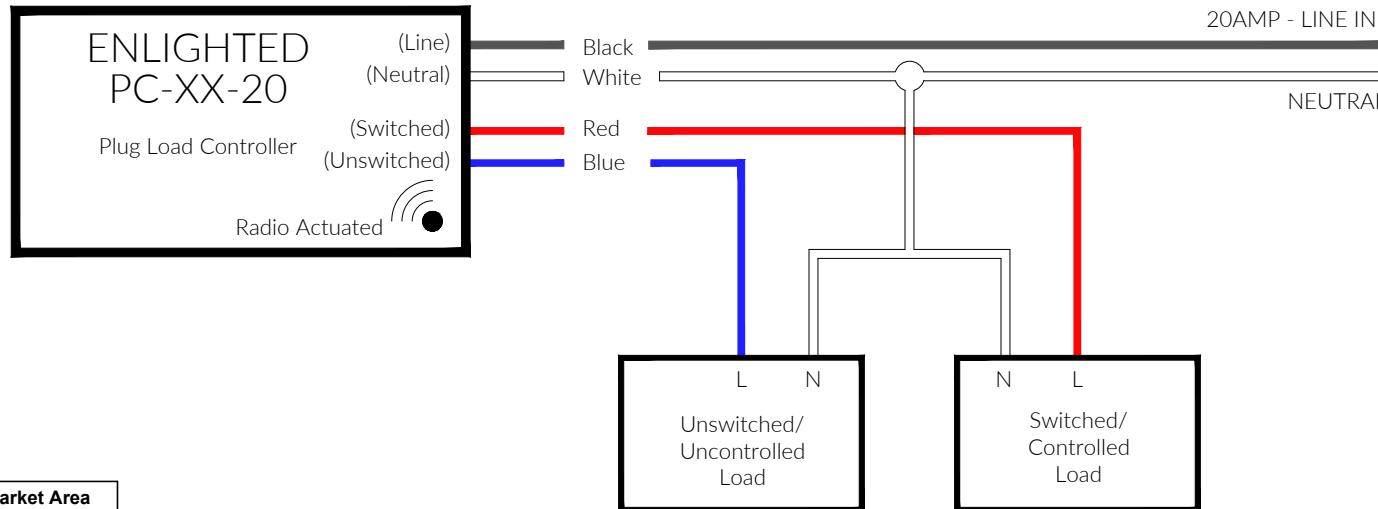 20AMP - LINE IN
ENLIGHTED
PC-XX-20
Plug Load Controller
Radio Actuated
(Line)
(Neutral)
(Switched)
(Unswitched)
Black
White
Red
Blue
NEUTRAL
L N
Unswitched/
Uncontrolled
Load
N L
Switched/
Controlled
Load
arket Area